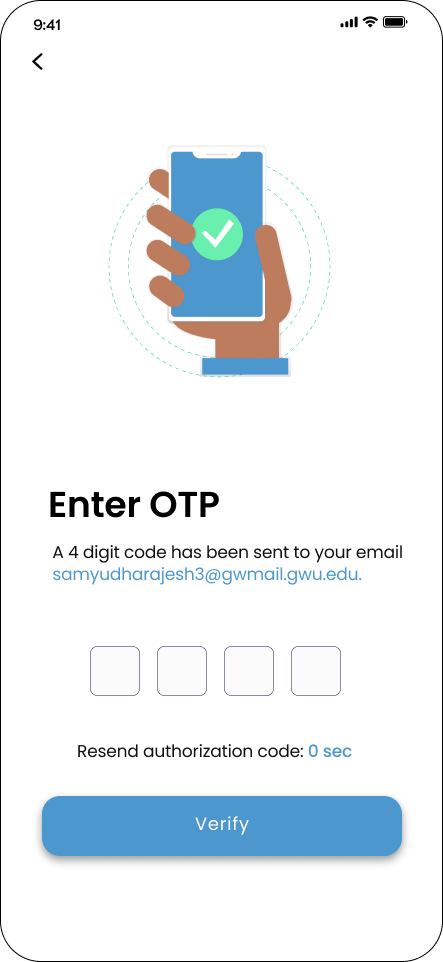 9:41
Enter OTP
A 4 digit code has been sent to your email
samyudharajesh3@gwmail.gwu.edu.
Resend authorization code: 0 sec
Verify